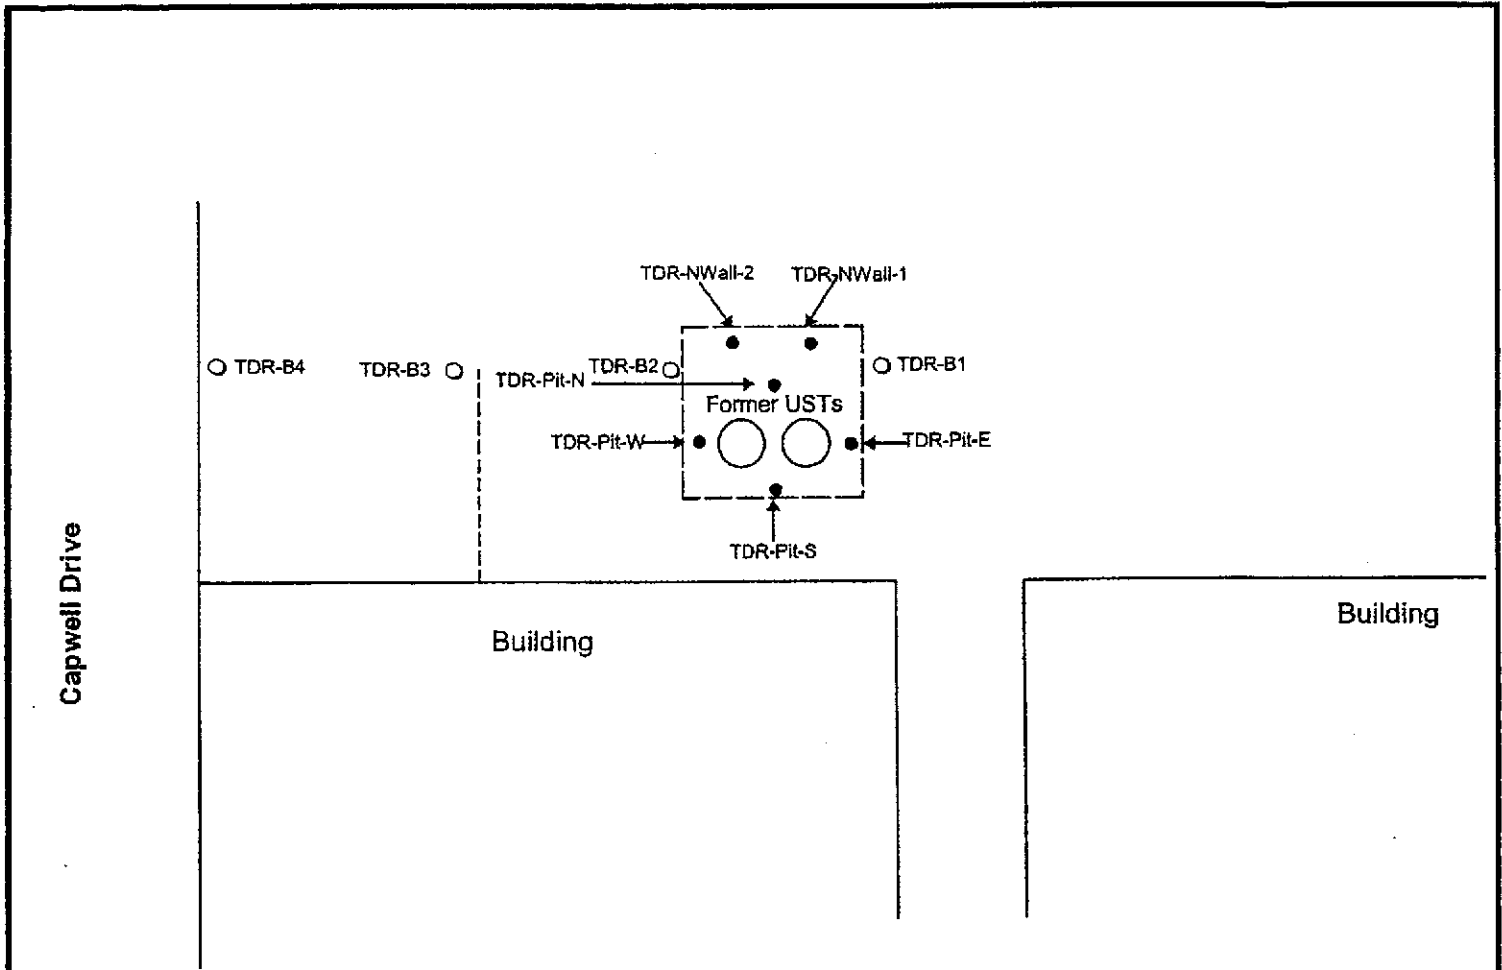 TDR-NWall-2
TDR-NWall-1
TDR-B4
TDR-B3
TDR-B2
TDR-B1
TDR-Pit-N
Former USTs
TDR-Pit-W
TDR-Pit-E
TDR-Pit-S
Capwell Drive
Building
Building